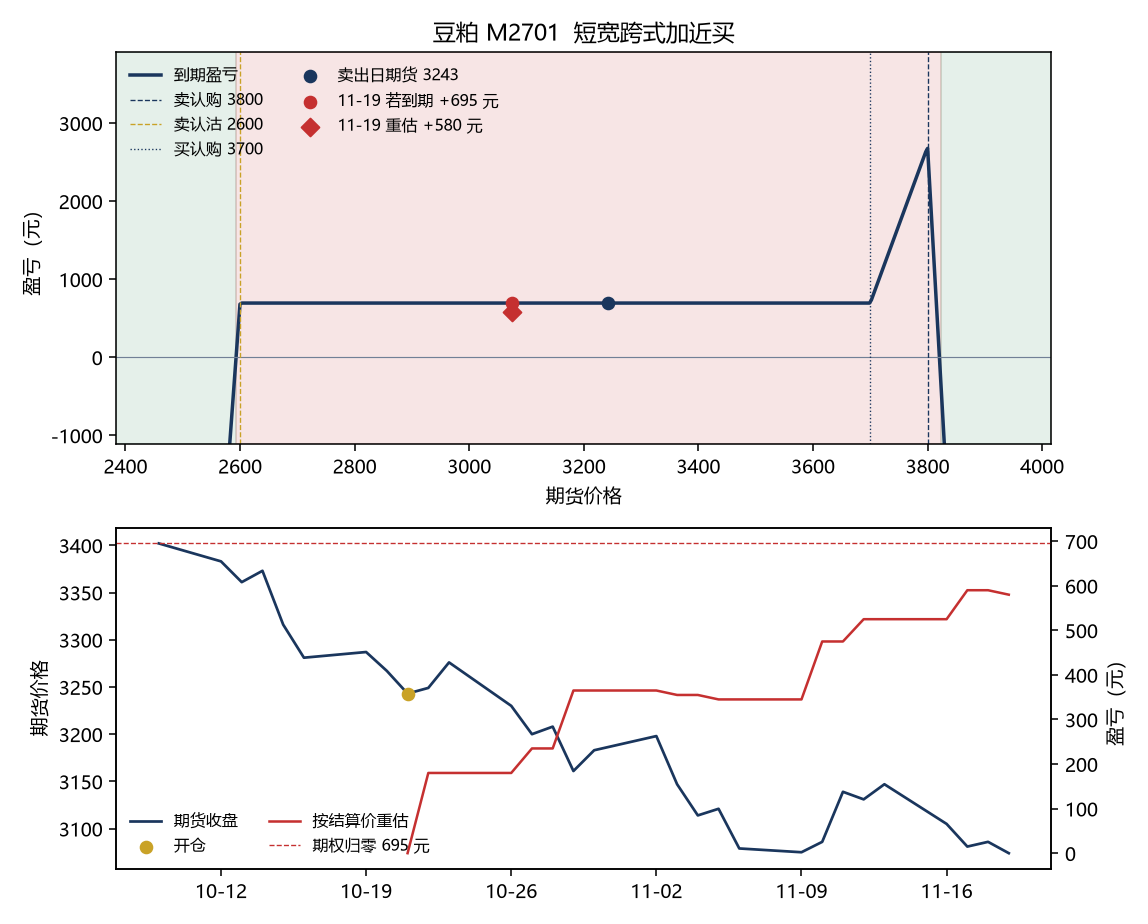 豆粕 M2701 短宽跨式加近买
到期盈亏
卖认购 3800
卖认沽 2600
买认购 3700
卖出日期货 3243
11-19 若到期 +695 元
11-19 重估 +580 元
盈亏 (元)
3000
2000
1000
0
-1000
2400 2600 2800 3000 3200 3400 3600 3800 4000
期货价格
期货价格
3400
3350
3300
3250
3200
3150
3100
期货收盘
开仓
按结算价重估
期权归零 695 元
700
600
500
400
300
200
100
0
盈亏 (元)
10-12 10-19 10-26 11-02 11-09 11-16